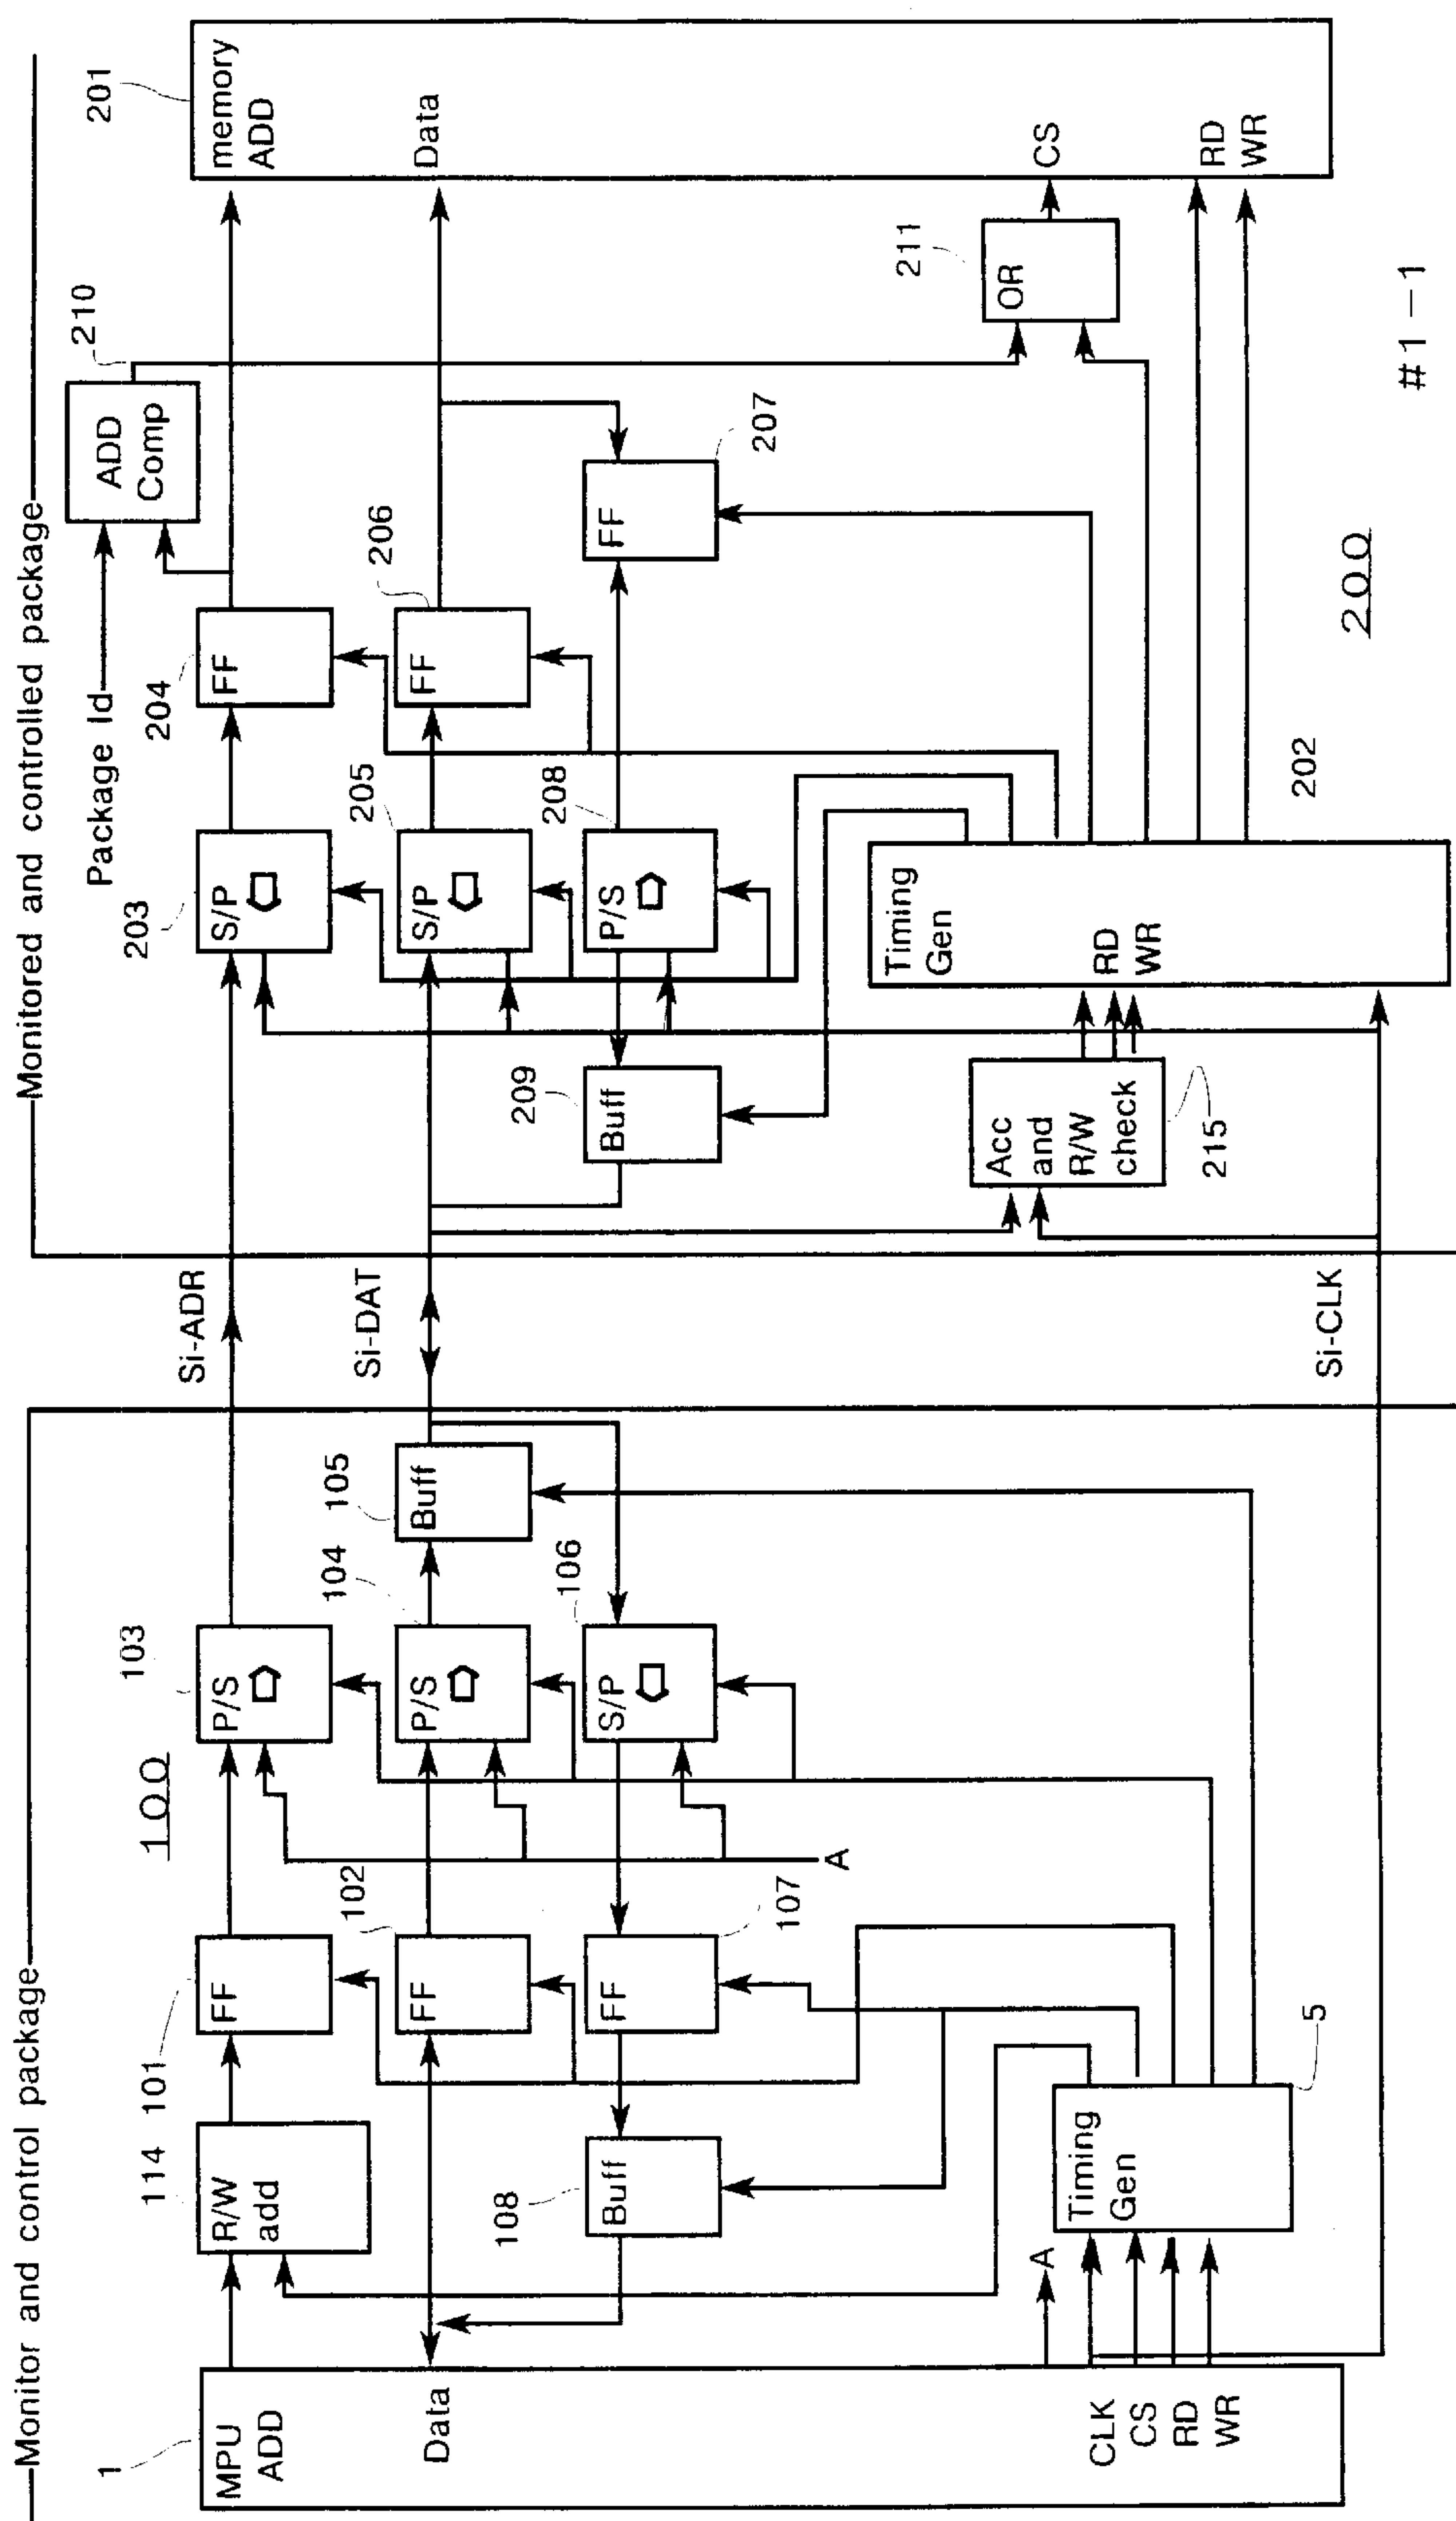 Monitor and control package
Monitored and controlled package
1
MPU
ADD
Data
CLK
CS
RD
WR
A
114
R/W
add
101
FF
102
FF
107
FF
108
Buff
100
103
P/S
104
P/S
106
S/P
105
Buff
A
Timing
Gen
5
Si-ADR
Si-DAT
Si-CLK
203
S/P
204
FF
205
S/P
206
FF
208
P/S
207
FF
209
Buff
Package Id
ADD
Comp
210
Acc
and
R/W
check
215
Timing
Gen
RD
WR
202
211
OR
201
memory
ADD
Data
CS
RD
WR
200
#1-1